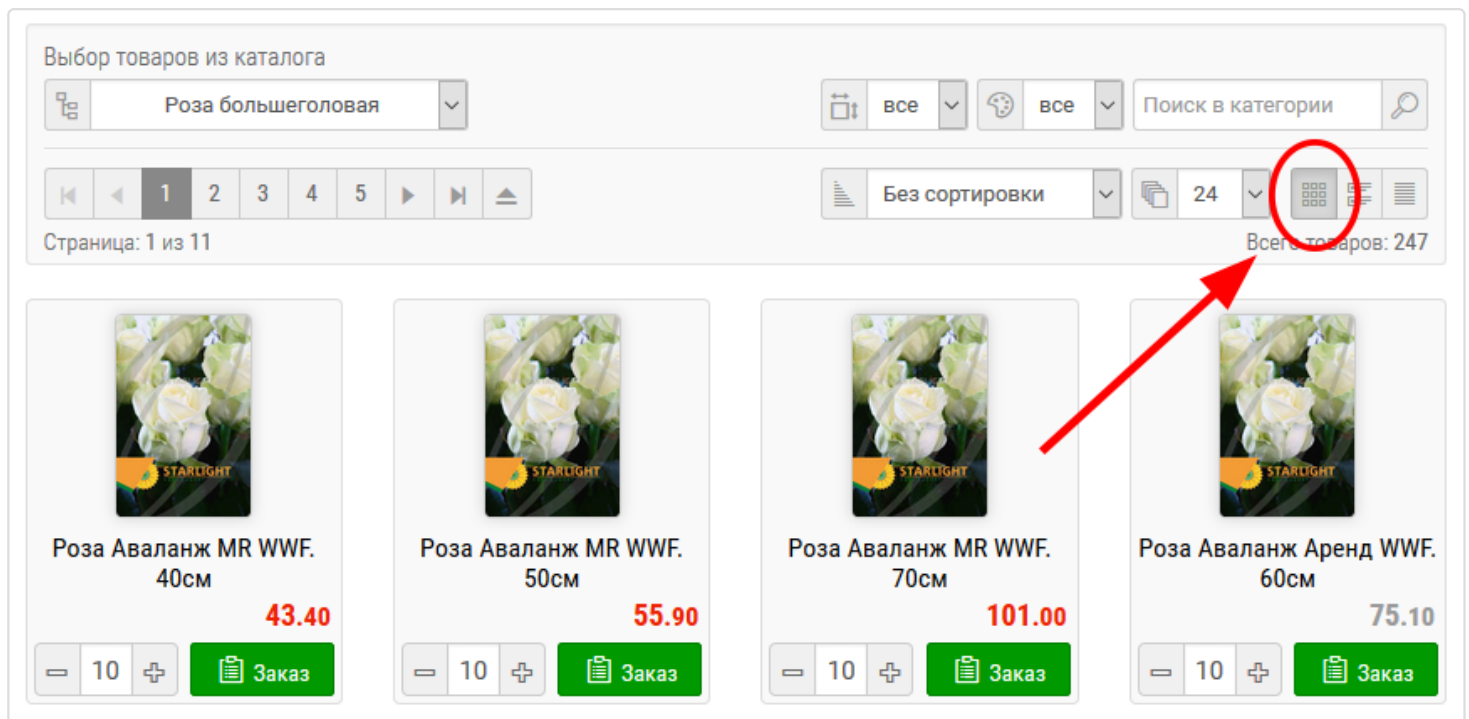 Выбор товаров из каталога
Роза большеголовая
все
все
Поиск в категории
1 2 3 4 5
Без сортировки
24
Страница: 1 из 11
Всего товаров: 247
STARLIGHT
STARLIGHT
STARLIGHT
STARLIGHT
Роза Аваланж MR WWF.
40см
43.40
10
Заказ
Роза Аваланж MR WWF.
50см
55.90
10
Заказ
Роза Аваланж MR WWF.
70см
101.00
10
Заказ
Роза Аваланж Аренд WWF.
60см
75.10
10
Заказ